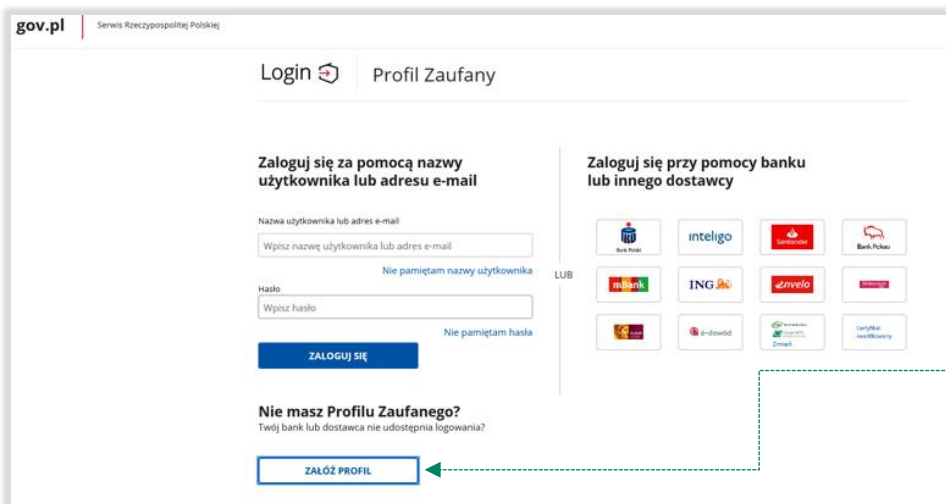 gov.pl
Serwis Rzeczypospolitej Polskiej
Login
Profil Zaufany
Zaloguj się za pomocą nazwy
użytkownika lub adresu e-mail
Nazwa użytkownika lub adres e-mail
Wpisz nazwę użytkownika lub adres e-mail
Nie pamiętam nazwy użytkownika
Hasło
Wpisz hasło
Nie pamiętam hasła
ZALOGUJ SIĘ
LUB
Zaloguj się przy pomocy banku
lub innego dostawcy
Bank Polski
inteligo
Santander
Bank Pekao
mBank
ING
envelo
Millennium
e-dowód
Zmień
Certyfikat
kwalifikowany
Nie masz Profilu Zaufanego?
Twój bank lub dostawca nie udostępnia logowania?
ZAŁÓŻ PROFIL